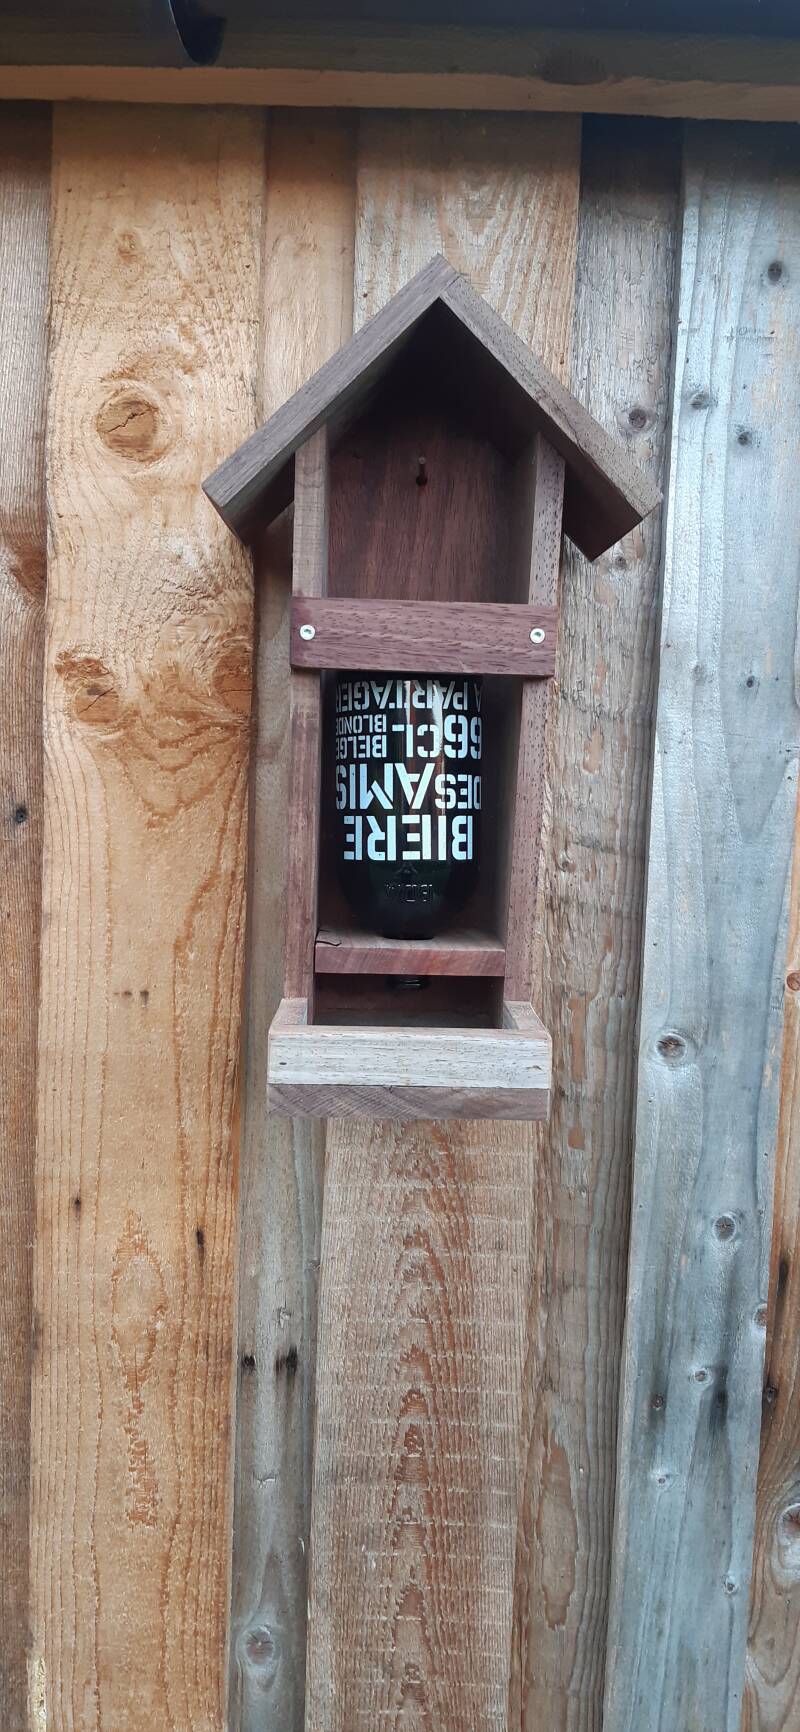 BIERE
DES AMIS
66CL BELGE
BLONDE
A PARTAGER